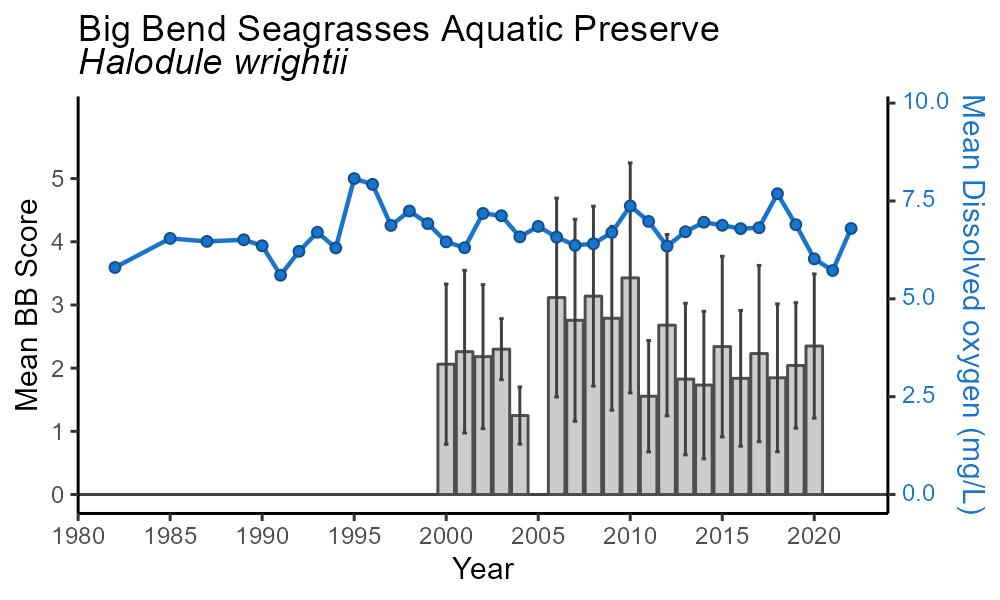 Big Bend Seagrasses Aquatic Preserve
Halodule wrightii
Mean BB Score
5
4
3
2
1
0
10.0
7.5
5.0
2.5
0.0
Mean Dissolved oxygen (mg/L)
1980 1985 1990 1995 2000 2005 2010 2015 2020
Year